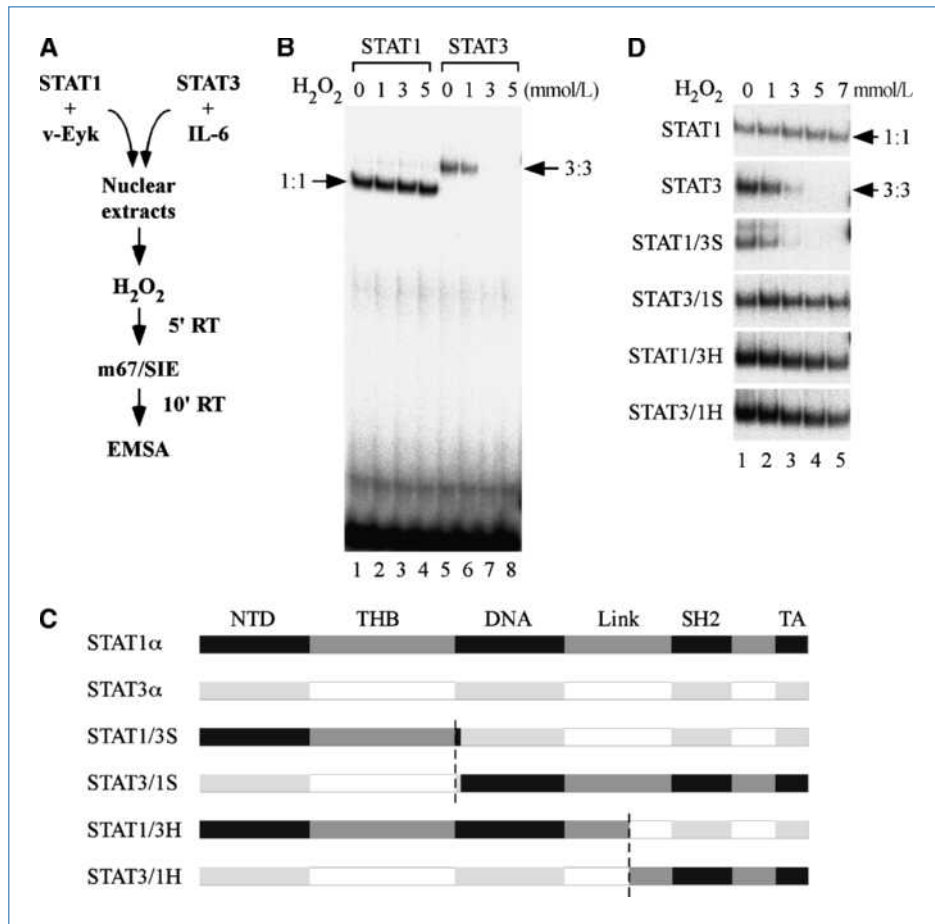 A
STAT1 STAT3
+ +
v-Eyk IL-6
Nuclear
extracts
H₂O₂
5' RT
m67/SIE
10' RT
EMSA
B
STAT1 STAT3
H₂O₂ 0 1 3 5 0 1 3 5 (mmol/L)
1:1
3:3
1 2 3 4 5 6 7 8
D
H₂O₂ 0 1 3 5 7 mmol/L
STAT1
1:1
STAT3
3:3
STAT1/3S
STAT3/1S
STAT1/3H
STAT3/1H
1 2 3 4 5
C
NTD THB DNA Link SH2 TA
STAT1α
STAT3α
STAT1/3S
STAT3/1S
STAT1/3H
STAT3/1H